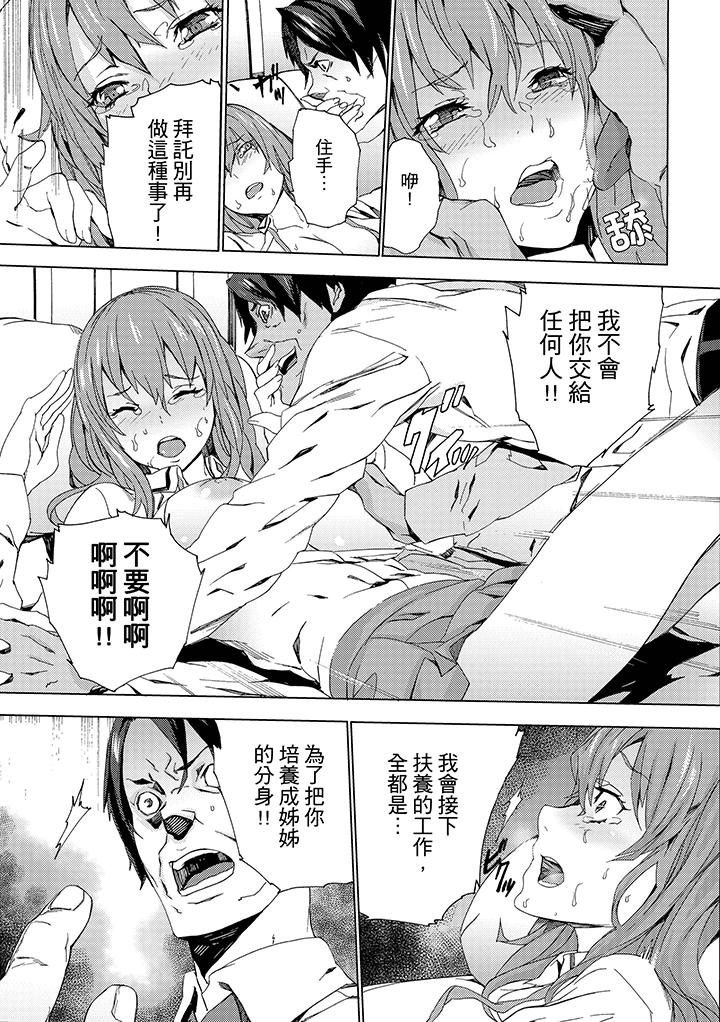 咿!
舔
住手…
拜託別再
做這種事了!
我不會
把你交給
任何人!!
不要啊啊
啊啊啊!!
我會接下
扶養的工作，
全都是…
為了把你
培養成姊姊
的分身!!